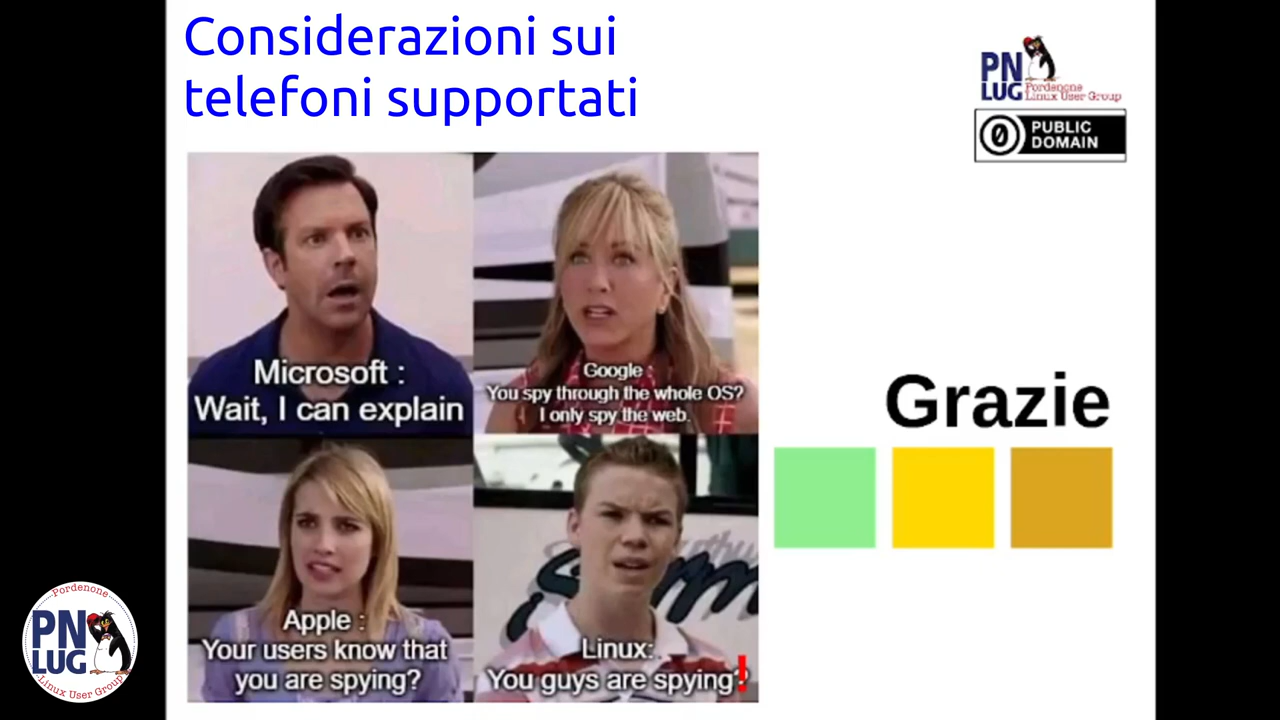 Considerazioni sui
telefoni supportati
PN
LUG
Pordenone
Linux User Group
PUBLIC
DOMAIN
Microsoft :
Wait, I can explain
Google :
You spy through the whole OS?
I only spy the web.
Apple :
Your users know that
you are spying?
Linux:
You guys are spying?!
Grazie
Pordenone
PN
LUG
Linux User Group